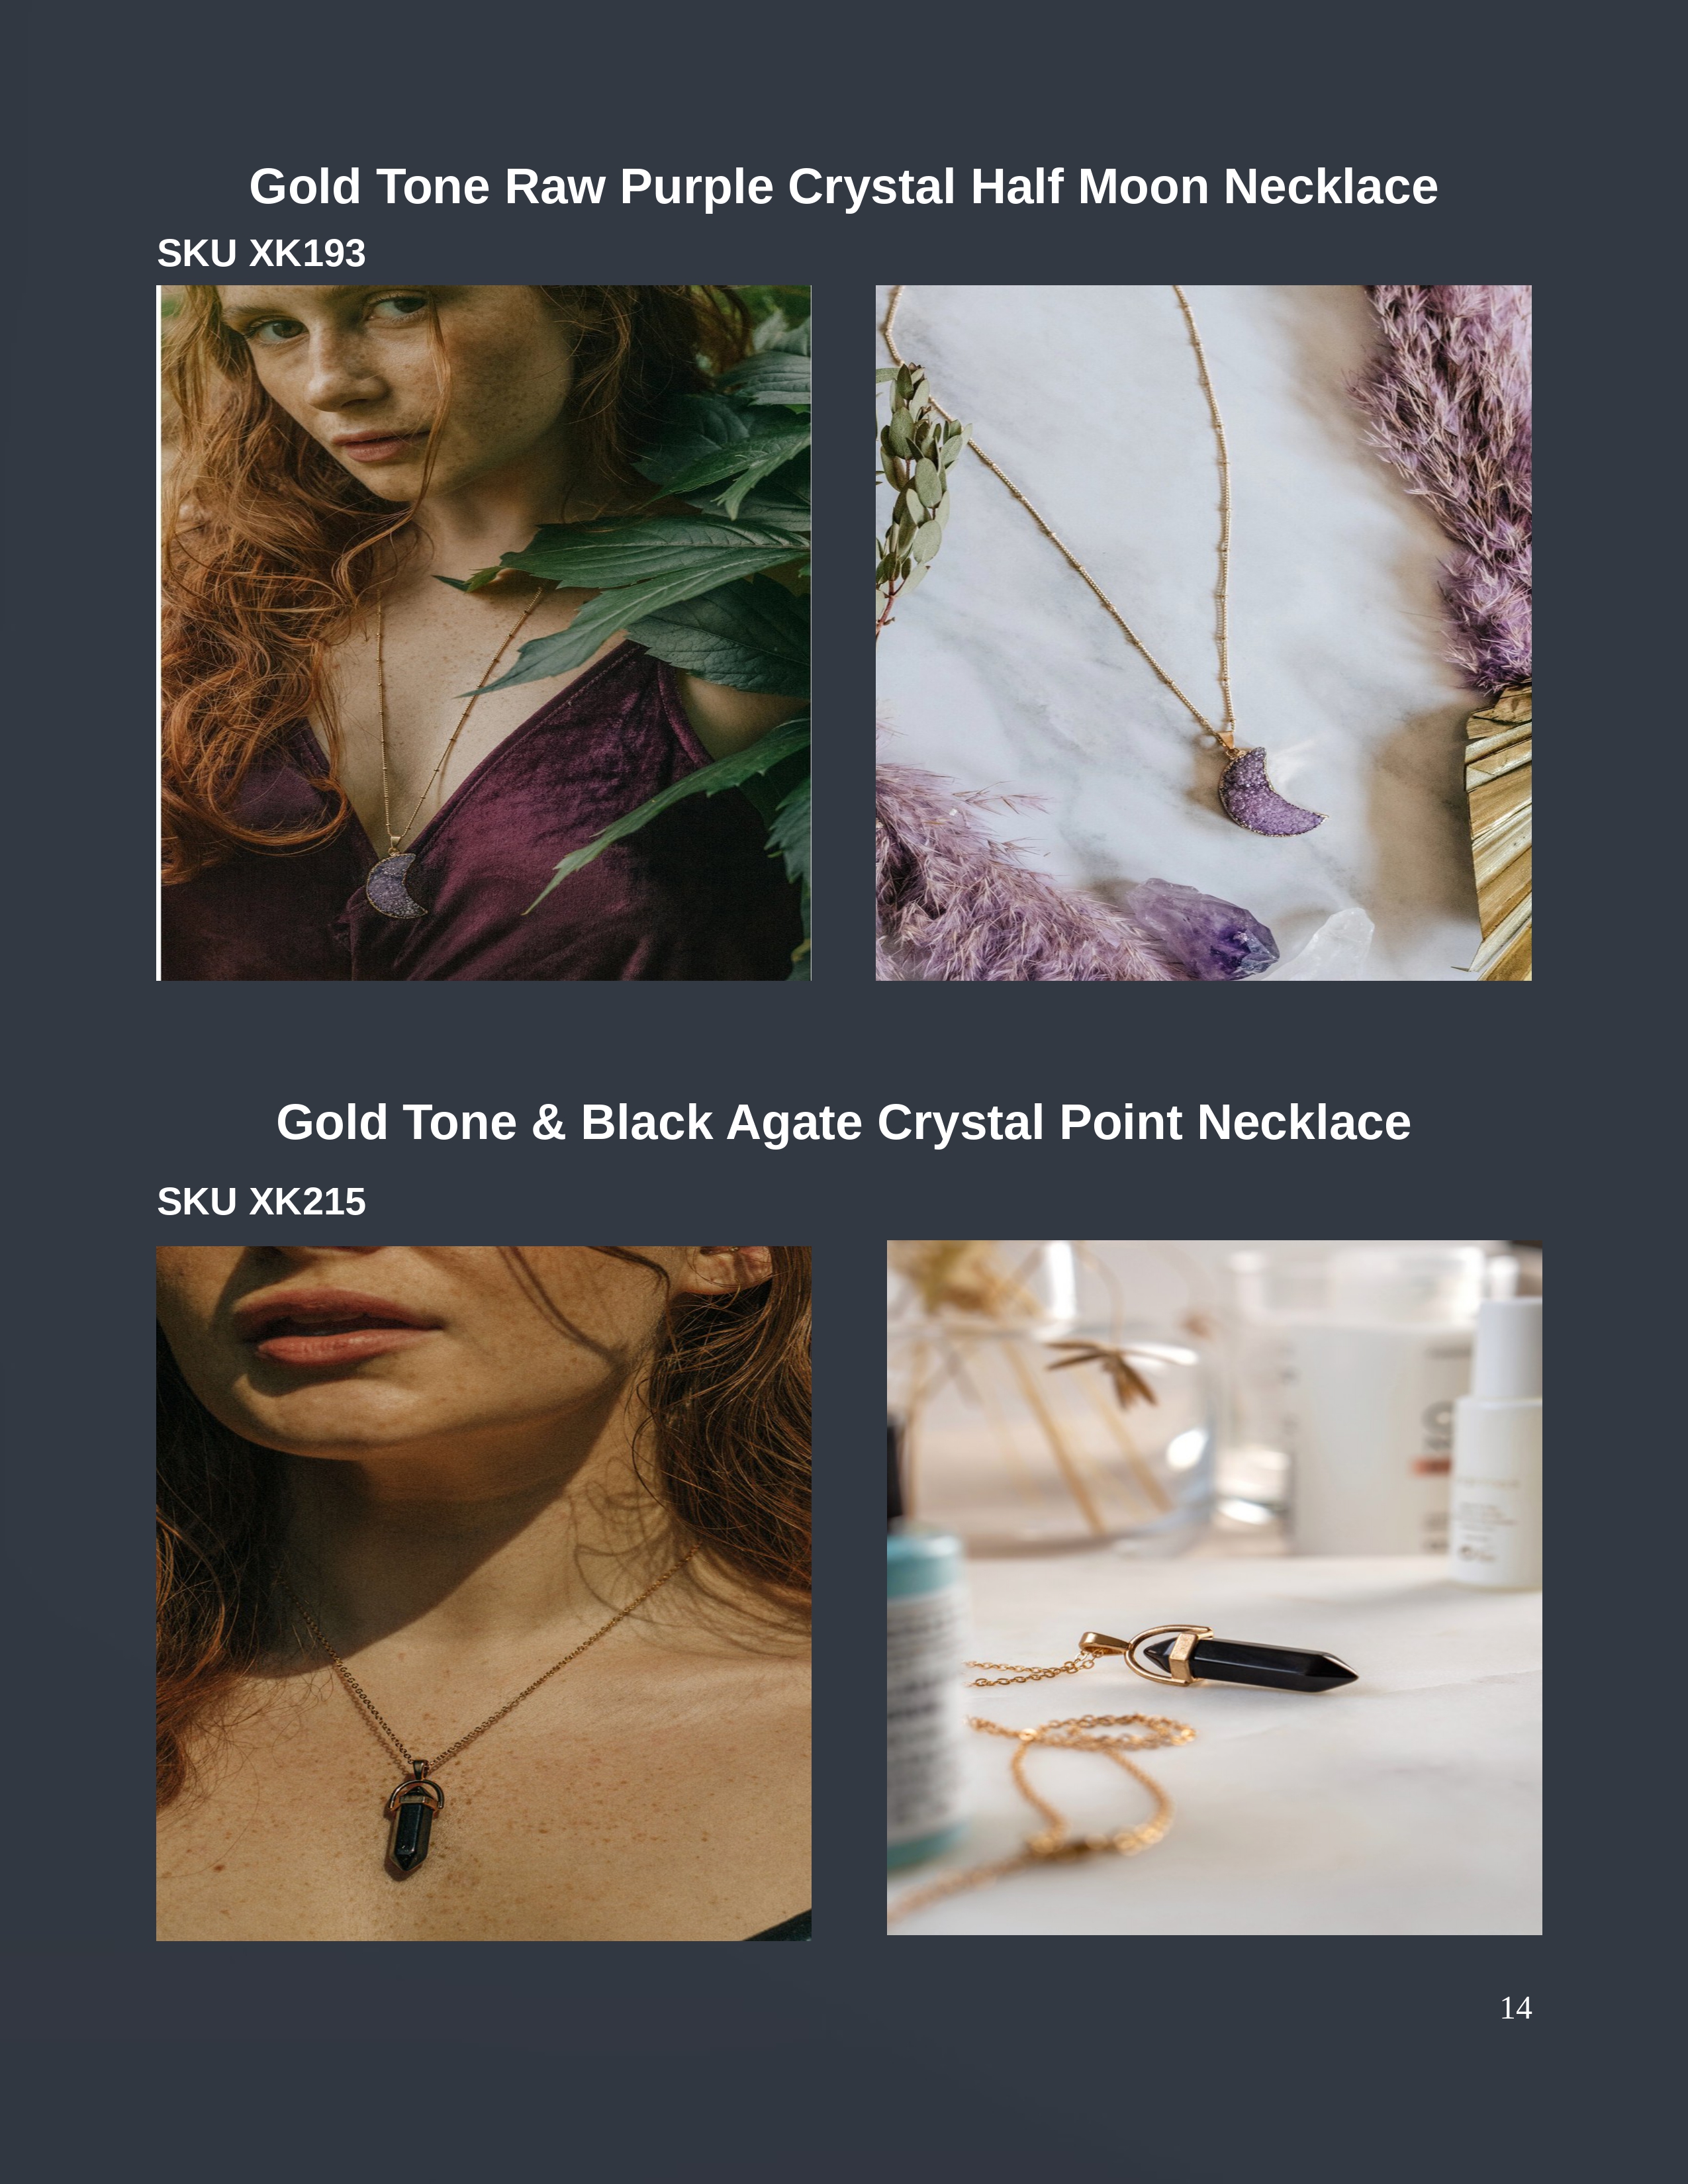 Gold Tone Raw Purple Crystal Half Moon Necklace
SKU XK193
Gold Tone & Black Agate Crystal Point Necklace
SKU XK215
14